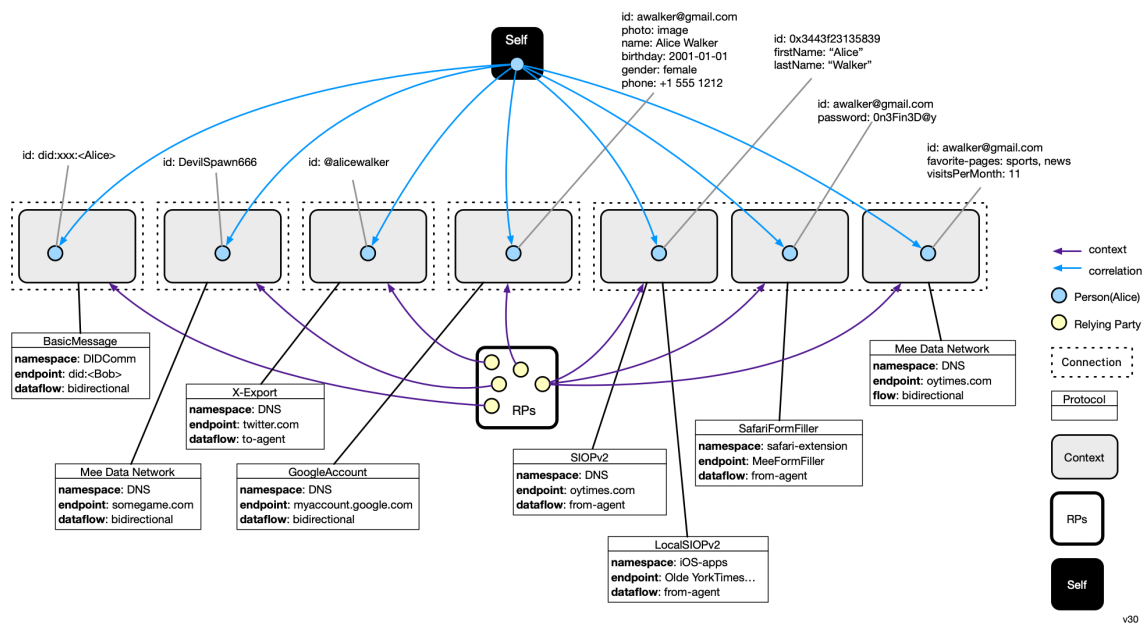 Self
id: awalker@gmail.com
photo: image
name: Alice Walker
birthday: 2001-01-01
gender: female
phone: +1 555 1212
id: 0x3443f23135839
firstName: “Alice”
lastName: “Walker”
id: awalker@gmail.com
password: 0n3Fin3D@y
id: awalker@gmail.com
favorite-pages: sports, news
visitsPerMonth: 11
id: did:xxx:<Alice>
id: DevilSpawn666
id: @alicewalker
context
correlation
Person(Alice)
Relying Party
Connection
Protocol
Context
RPs
Self
BasicMessage
namespace: DIDComm
endpoint: did:<Bob>
dataflow: bidirectional
X-Export
namespace: DNS
endpoint: twitter.com
dataflow: to-agent
RPs
Mee Data Network
namespace: DNS
endpoint: oytimes.com
flow: bidirectional
Mee Data Network
namespace: DNS
endpoint: somegame.com
dataflow: bidirectional
GoogleAccount
namespace: DNS
endpoint: myaccount.google.com
dataflow: bidirectional
SIOPv2
namespace: DNS
endpoint: oytimes.com
dataflow: from-agent
SafariFormFiller
namespace: safari-extension
endpoint: MeeFormFiller
dataflow: from-agent
LocalSIOPv2
namespace: iOS-apps
endpoint: Olde YorkTimes…
dataflow: from-agent
v30